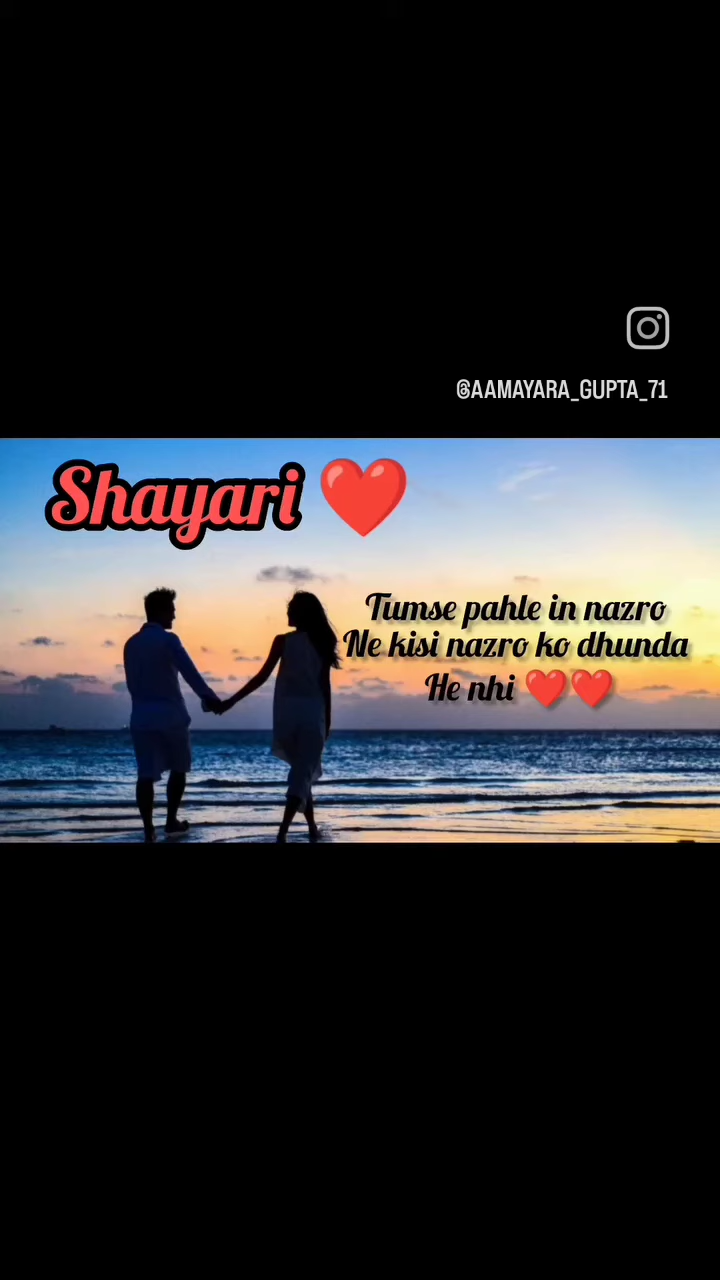 @AAMAYARA_GUPTA_71
Shayari ❤️
Tumse pahle in nazro
Ne kisi nazro ko dhunda
He nhi ❤️❤️